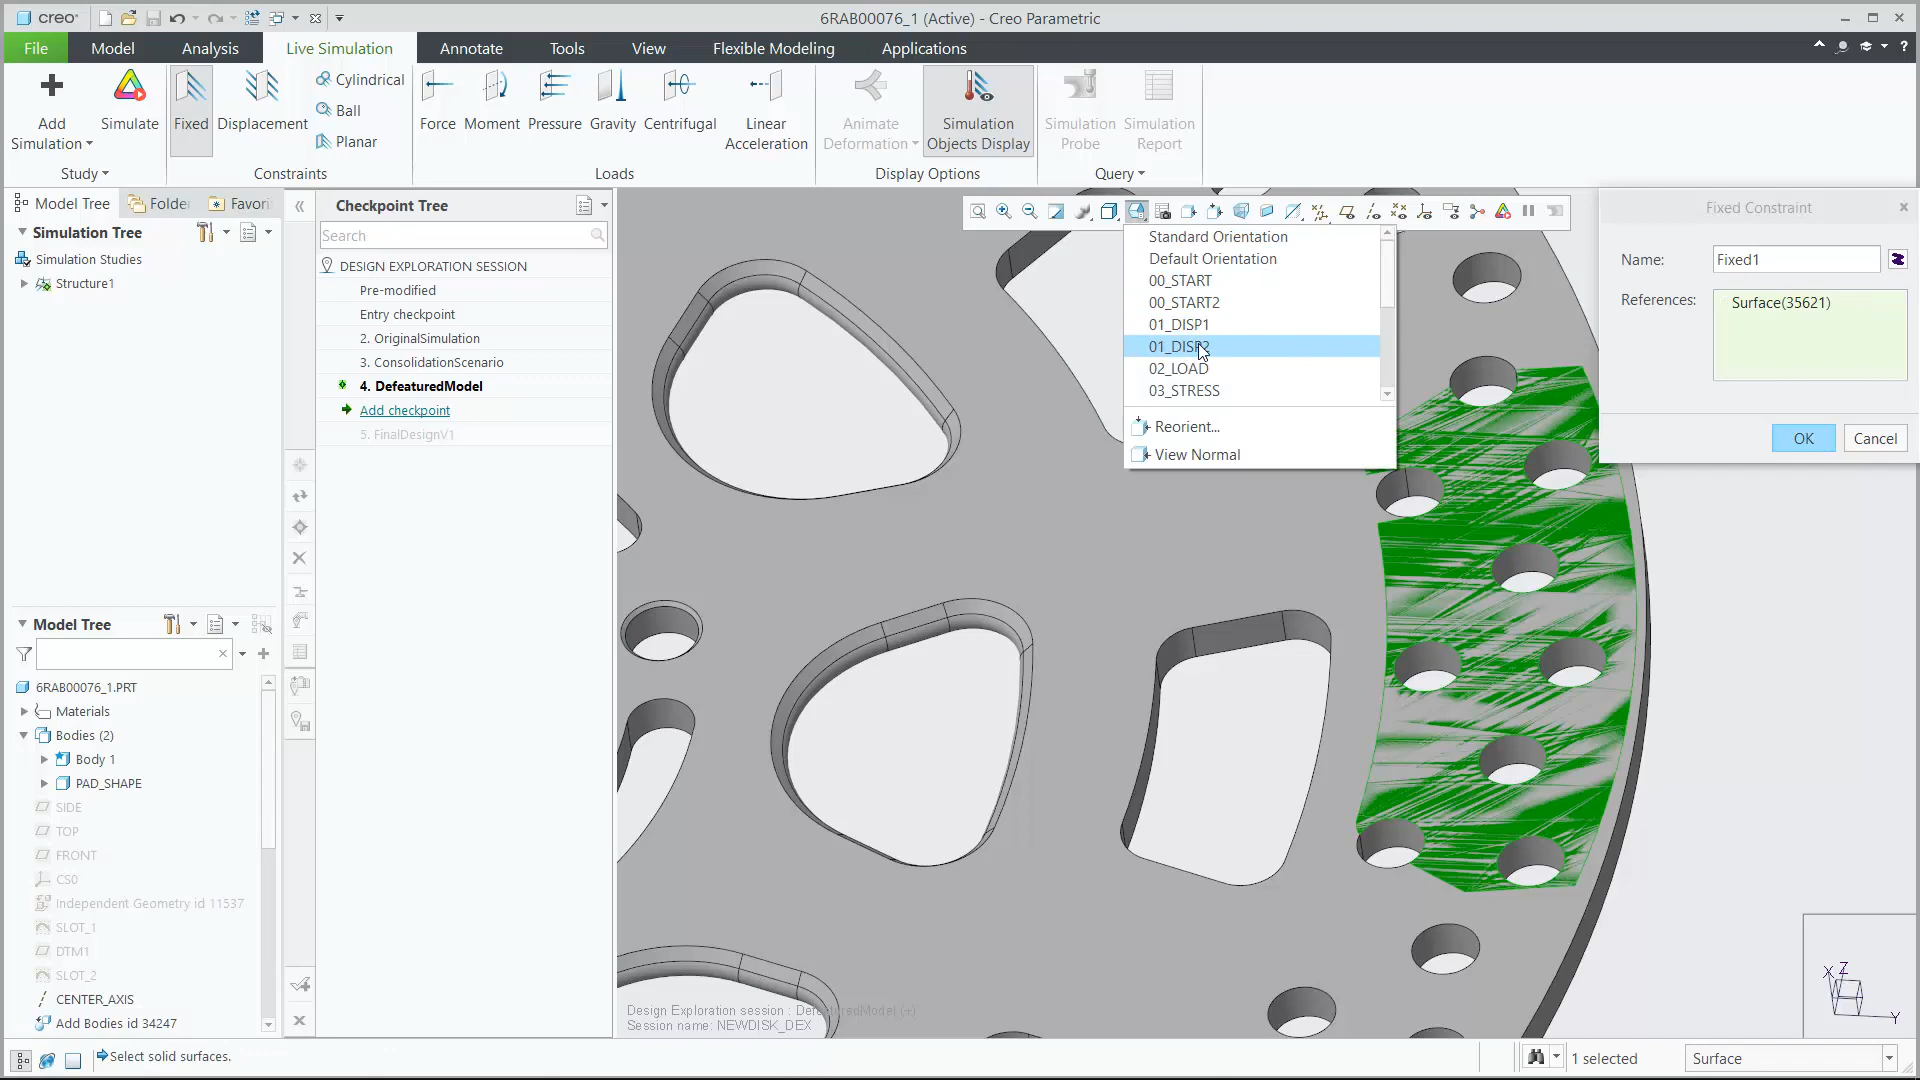 creo
6RAB00076_1 (Active) - Creo Parametric
File Model Analysis Live Simulation Annotate Tools View Flexible Modeling Applications
Add Simulation
Simulate
Study
Fixed
Displacement
Cylindrical
Ball
Planar
Constraints
Force
Moment
Pressure
Gravity
Centrifugal
Linear Acceleration
Loads
Animate Deformation
Simulation Objects Display
Display Options
Simulation Probe
Simulation Report
Query
Model Tree
Folder
Favori
Simulation Tree
Simulation Studies
Structure1
Model Tree
6RAB00076_1.PRT
Materials
Bodies (2)
Body 1
PAD_SHAPE
SIDE
TOP
FRONT
CS0
Independent Geometry id 11537
SLOT_1
DTM1
SLOT_2
CENTER_AXIS
Add Bodies id 34247
Checkpoint Tree
Search
DESIGN EXPLORATION SESSION
Pre-modified
Entry checkpoint
2. OriginalSimulation
3. ConsolidationScenario
4. DefeaturedModel
Add checkpoint
5. FinalDesignV1
Standard Orientation
Default Orientation
00_START
00_START2
01_DISP1
01_DISP2
02_LOAD
03_STRESS
Reorient...
View Normal
Fixed Constraint
Name: Fixed1
References: Surface(35621)
OK Cancel
Design Exploration session : DefeaturedModel (+)
Session name: NEWDISK_DEX
X Z
Y
Select solid surfaces.
1 selected
Surface